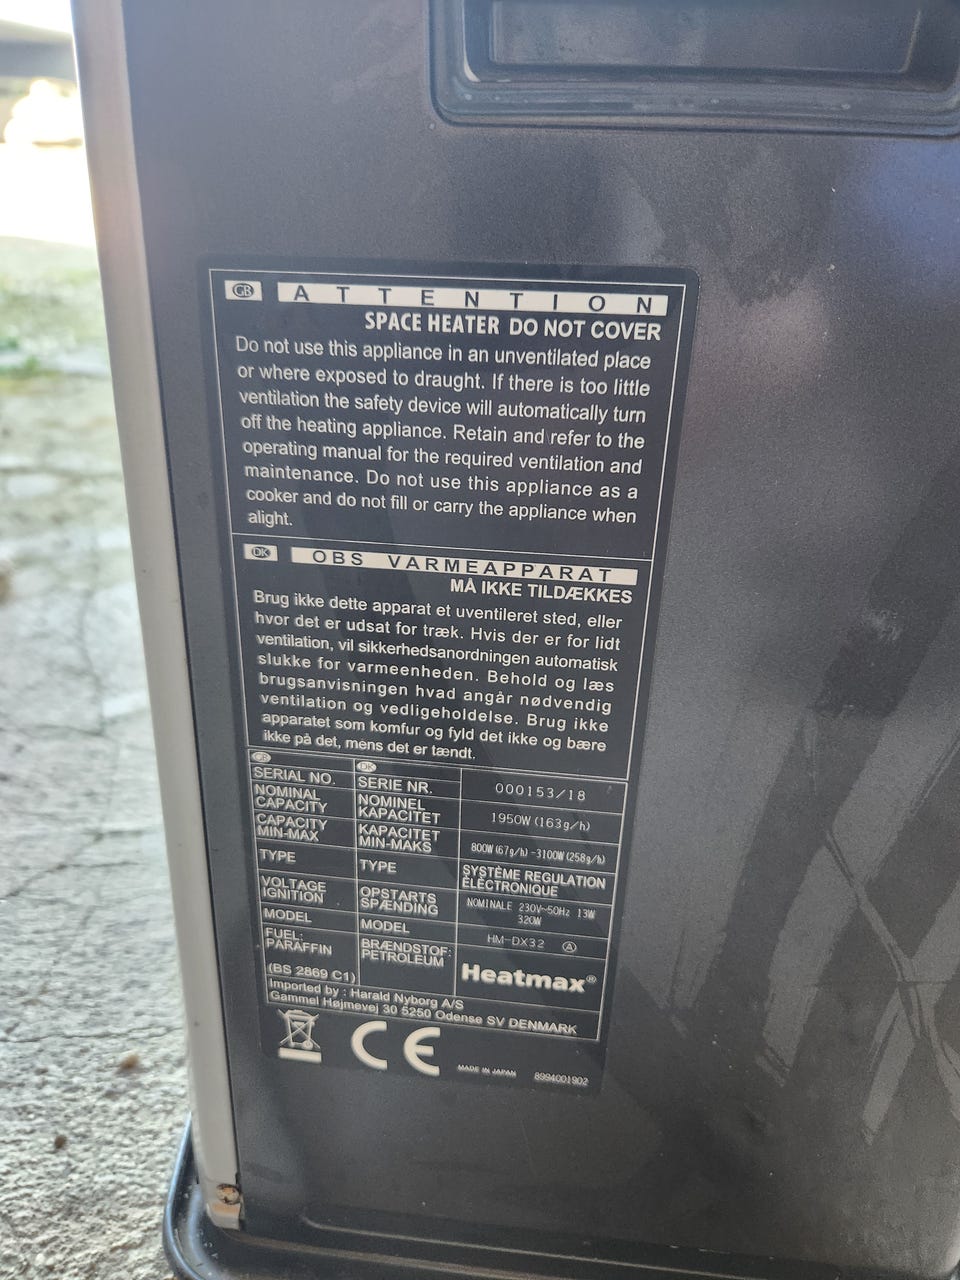 GB ATTENTION
SPACE HEATER DO NOT COVER
Do not use this appliance in an unventilated place
or where exposed to draught. If there is too little
ventilation the safety device will automatically turn
off the heating appliance. Retain and refer to the
operating manual for the required ventilation and
maintenance. Do not use this appliance as a
cooker and do not fill or carry the appliance when
alight.
DK OBS VARMEAPPARAT
MÅ IKKE TILDÆKKES
Brug ikke dette apparat et uventileret sted, eller
hvor det er udsat for træk. Hvis der er for lidt
ventilation, vil sikkerhedsanordningen automatisk
slukke for varmeenheden. Behold og læs
brugsanvisningen hvad angår nødvendig
ventilation og vedligeholdelse. Brug ikke
apparatet som komfur og fyld det ikke og bære
ikke på det, mens det er tændt.
GB DK
SERIAL NO. SERIE NR. 000153/18
NOMINAL CAPACITY NOMINEL KAPACITET 1950W (163g/h)
CAPACITY MIN-MAX KAPACITET MIN-MAKS 800W (67g/h) -3100W (258g/h)
TYPE TYPE SYSTÈME REGULATION ÉLÉCTRONIQUE
VOLTAGE IGNITION OPSTARTS SPÆNDING NOMINALE 230V~50Hz 13W 320W
MODEL MODEL HM-DX32 A
FUEL: PARAFFIN (BS 2869 C1) BRÆNDSTOF: PETROLEUM Heatmax®
Imported by : Harald Nyborg A/S
Gammel Højmevej 30 5250 Odense SV DENMARK
CE MADE IN JAPAN 8994001902